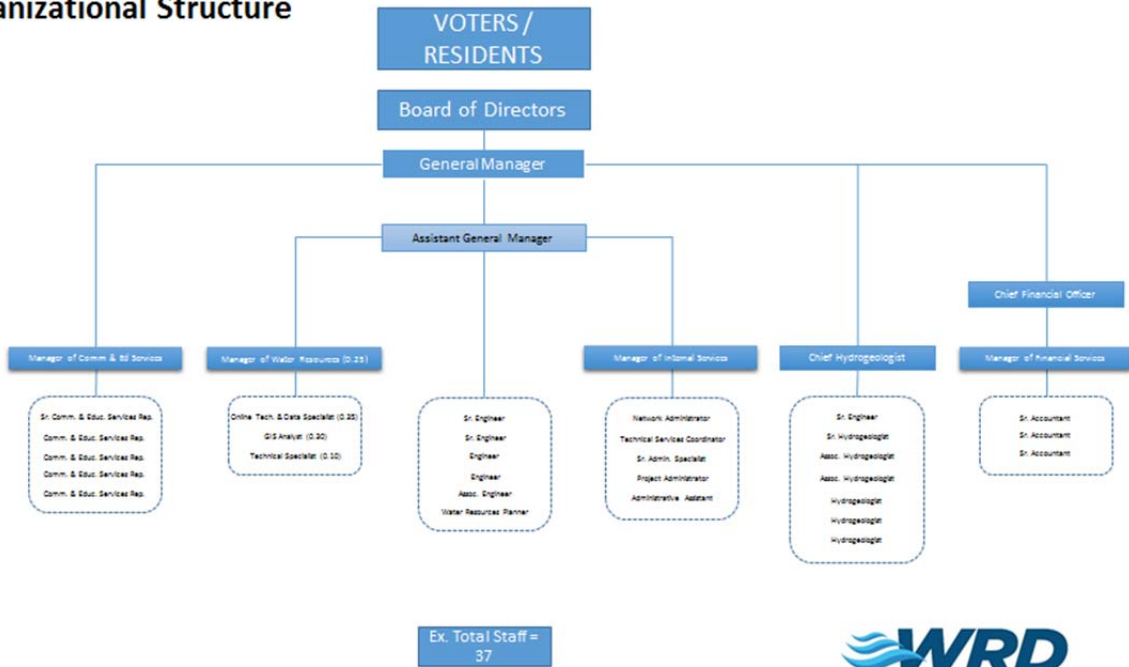 anizational Structure
VOTERS /
RESIDENTS
Board of Directors
General Manager
Assistant General Manager
Chief Financial Officer
Manager of Comm & Ed Services
Manager of Water Resources (0.25)
Manager of Internal Services
Chief Hydrogeologist
Manager of Financial Services
Sr. Comm. & Educ. Services Rep.
Comm. & Educ. Services Rep.
Comm. & Educ. Services Rep.
Comm. & Educ. Services Rep.
Comm. & Educ. Services Rep.
Online Tech. & Data Specialist (0.35)
GIS Analyst (0.30)
Technical Specialist (0.10)
Sr. Engineer
Sr. Engineer
Engineer
Engineer
Assoc. Engineer
Water Resources Planner
Network Administrator
Technical Services Coordinator
Sr. Admin. Specialist
Project Administrator
Administrative Assistant
Sr. Engineer
Sr. Hydrogeologist
Assoc. Hydrogeologist
Assoc. Hydrogeologist
Hydrogeologist
Hydrogeologist
Hydrogeologist
Sr. Accountant
Sr. Accountant
Sr. Accountant
Ex. Total Staff =
37
WRD